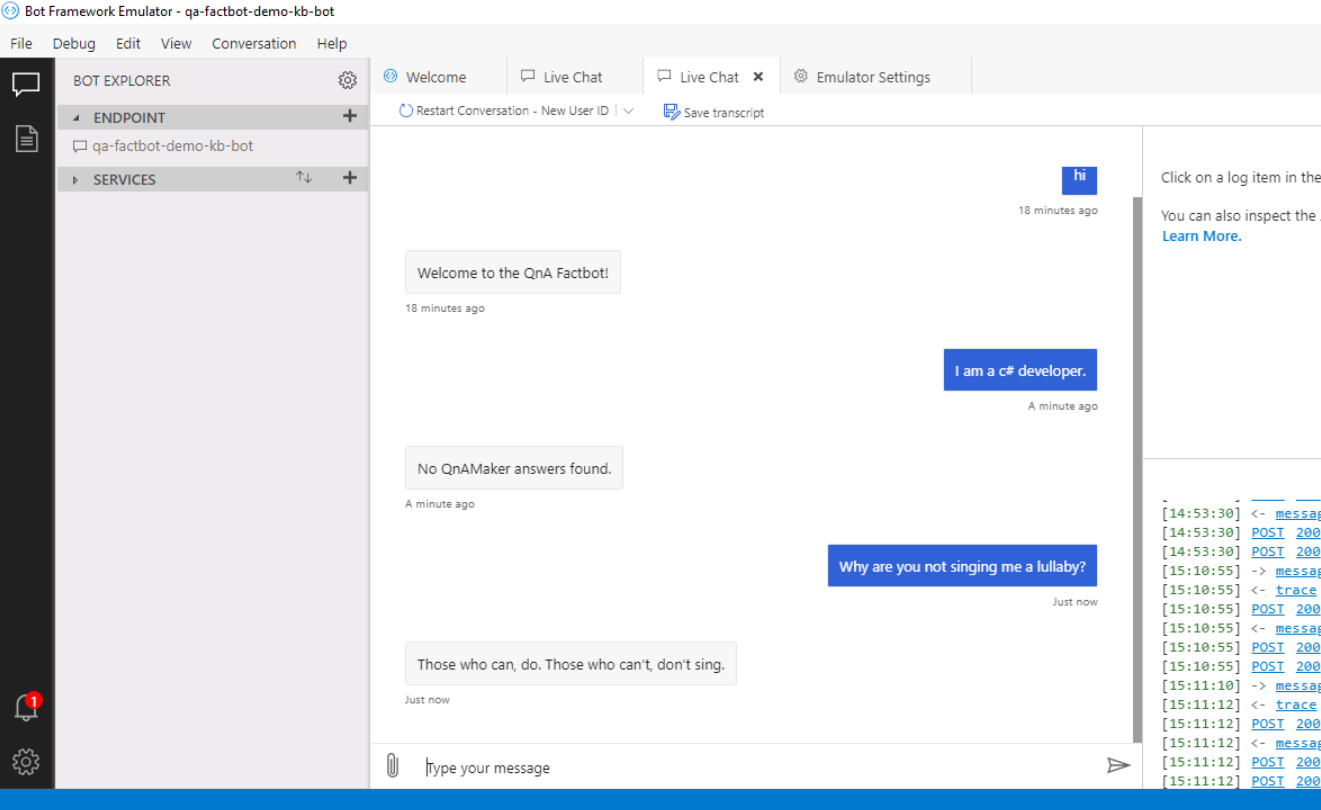 Bot Framework Emulator - qa-factbot-demo-kb-bot
File Debug Edit View Conversation Help
BOT EXPLORER
ENDPOINT
qa-factbot-demo-kb-bot
SERVICES
1
Welcome Live Chat Live Chat Emulator Settings
Restart Conversation - New User ID Save transcript
hi
18 minutes ago
Welcome to the QnA Factbot!
18 minutes ago
I am a c# developer.
A minute ago
No QnAMaker answers found.
A minute ago
Why are you not singing me a lullaby?
Just now
Those who can, do. Those who can't, don't sing.
Just now
Type your message
Click on a log item in the
You can also inspect the
Learn More.
[14:53:30] <- messag
[14:53:30] POST 200
[14:53:30] POST 200
[15:10:55] -> messag
[15:10:55] <- trace
[15:10:55] POST 200
[15:10:55] <- messag
[15:10:55] POST 200
[15:10:55] POST 200
[15:11:10] -> messag
[15:11:12] <- trace
[15:11:12] POST 200
[15:11:12] <- messag
[15:11:12] POST 200
[15:11:12] POST 200